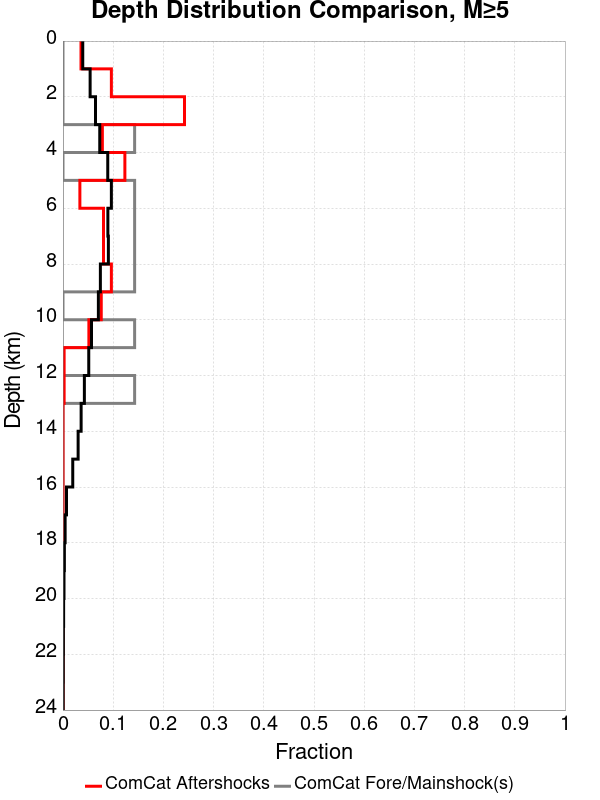 Depth Distribution Comparison, M≥5
0
2
4
6
8
10
12
14
16
18
20
22
24
Depth (km)
0 0.1 0.2 0.3 0.4 0.5 0.6 0.7 0.8 0.9 1
Fraction
ComCat Aftershocks ComCat Fore/Mainshock(s)